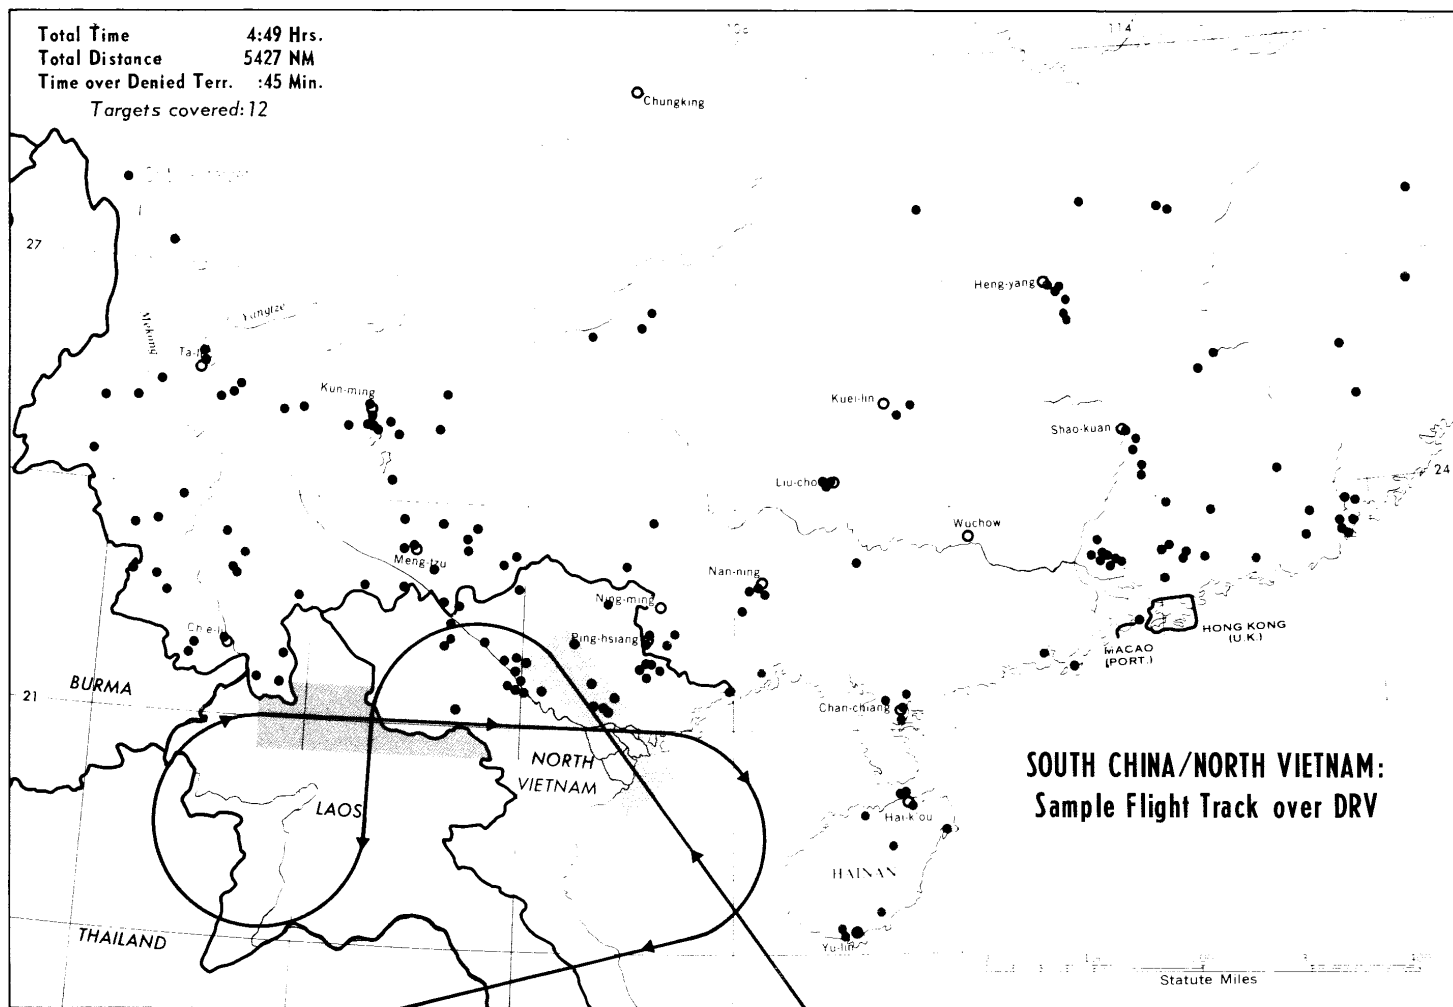 Total Time 4:49 Hrs.
Total Distance 5427 NM
Time over Denied Terr. :45 Min.
Targets covered: 12
114
Chungking
27
Heng-yang
Mekong
Yangtze
Kun-ming
Kuei-lin
Shao-kuan
24
Liu-cho
Wuchow
Meng-tzu
Nan-ning
Ning-ming
Ping-hsiang
HONG KONG
(U.K.)
MACAO
(PORT.)
BURMA
21
Chan-chiang
NORTH
VIETNAM
LAOS
SOUTH CHINA/NORTH VIETNAM:
Sample Flight Track over DRV
Hai-k'ou
HAINAN
THAILAND
Yu-lin
Statute Miles